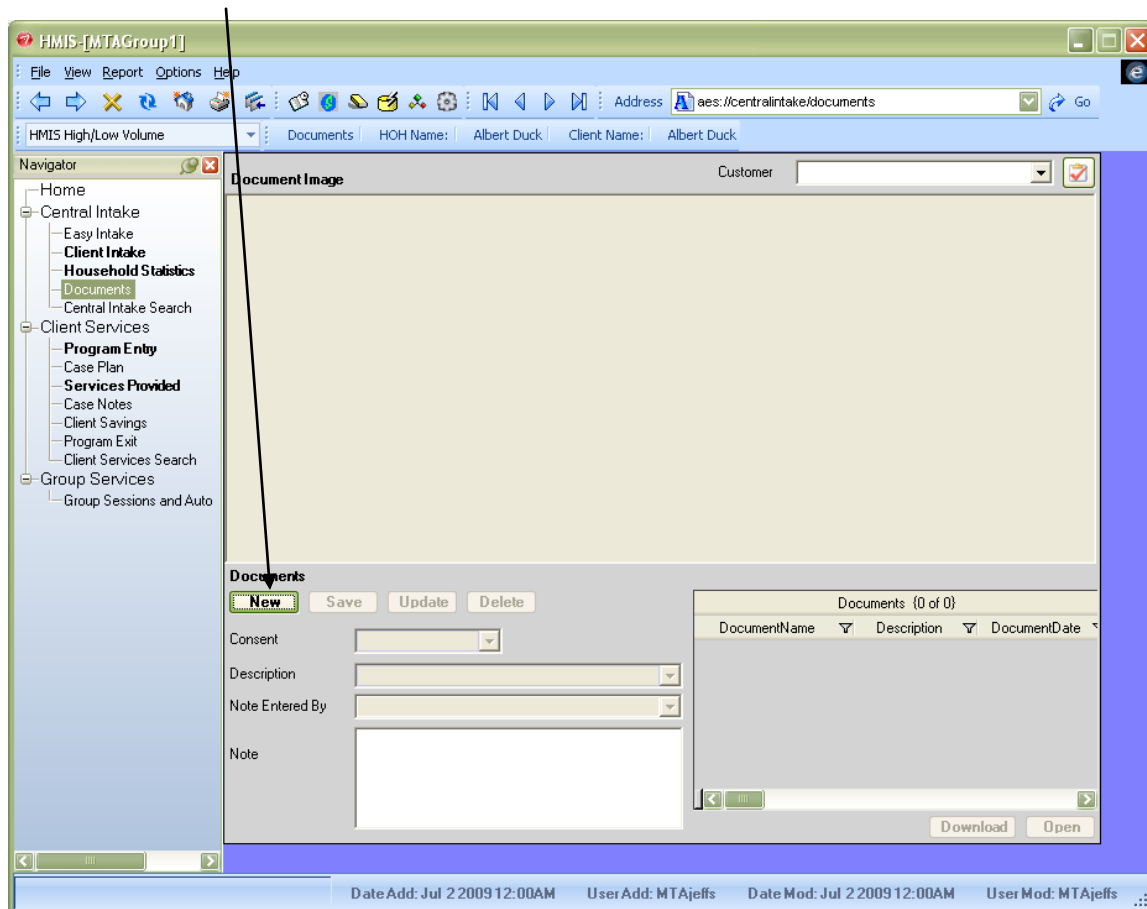 HMIS-[MTAGroup1]
File View Report Options Help
Address aes://centralintake/documents Go
HMIS High/Low Volume Documents HOH Name: Albert Duck Client Name: Albert Duck
Navigator
Home
Central Intake
Easy Intake
Client Intake
Household Statistics
Documents
Central Intake Search
Client Services
Program Entry
Case Plan
Services Provided
Case Notes
Client Savings
Program Exit
Client Services Search
Group Services
Group Sessions and Auto
Document Image Customer
Documents
New Save Update Delete
Consent
Description
Note Entered By
Note
Documents {0 of 0}
DocumentName Description DocumentDate
Download Open
Date Add: Jul 2 2009 12:00AM User Add: MTAjeffs Date Mod: Jul 2 2009 12:00AM User Mod: MTAjeffs